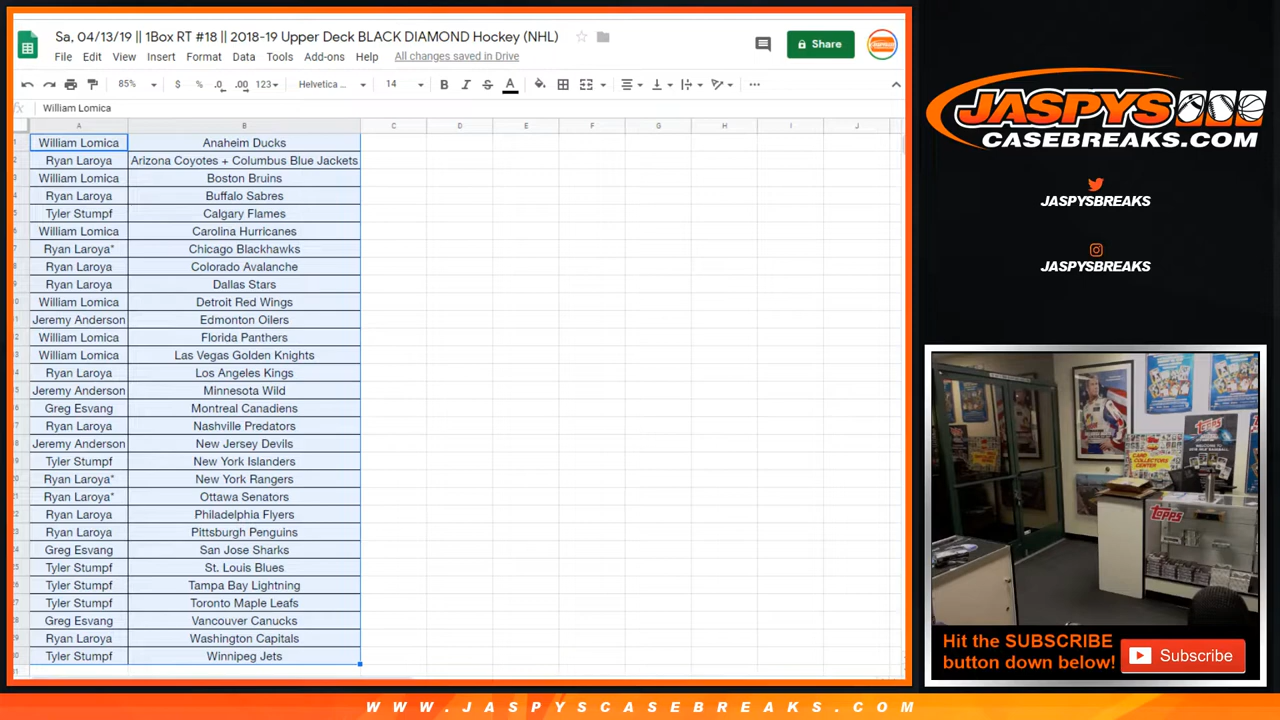 Sa, 04/13/19 || 1Box RT #18 || 2018-19 Upper Deck BLACK DIAMOND Hockey (NHL)
Share
File Edit View Insert Format Data Tools Add-ons Help All changes saved in Drive
85% $ % .0 .00 123 Helvetica ... 14 B I S A
fx William Lomica
A B C D E F G H I J
William Lomica Anaheim Ducks
2 Ryan Laroya Arizona Coyotes + Columbus Blue Jackets
3 William Lomica Boston Bruins
Ryan Laroya Buffalo Sabres
Tyler Stumpf Calgary Flames
William Lomica Carolina Hurricanes
Ryan Laroya* Chicago Blackhawks
Ryan Laroya Colorado Avalanche
Ryan Laroya Dallas Stars
William Lomica Detroit Red Wings
Jeremy Anderson Edmonton Oilers
William Lomica Florida Panthers
William Lomica Las Vegas Golden Knights
Ryan Laroya Los Angeles Kings
Jeremy Anderson Minnesota Wild
Greg Esvang Montreal Canadiens
Ryan Laroya Nashville Predators
Jeremy Anderson New Jersey Devils
Tyler Stumpf New York Islanders
Ryan Laroya* New York Rangers
Ryan Laroya* Ottawa Senators
Ryan Laroya Philadelphia Flyers
Ryan Laroya Pittsburgh Penguins
Greg Esvang San Jose Sharks
Tyler Stumpf St. Louis Blues
Tyler Stumpf Tampa Bay Lightning
Tyler Stumpf Toronto Maple Leafs
Greg Esvang Vancouver Canucks
Ryan Laroya Washington Capitals
Tyler Stumpf Winnipeg Jets
JASPYS
CASEBREAKS.COM
JASPYSBREAKS
JASPYSBREAKS
CARD COLLECTORS CENTER
topps
topps
Hit the SUBSCRIBE
button down below!
Subscribe
WWW.JASPYSCASEBREAKS.COM